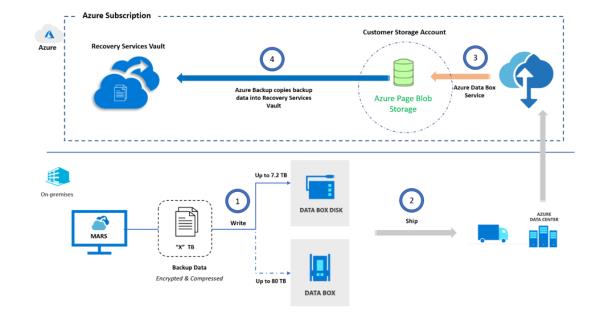 Azure Subscription
Azure
Recovery Services Vault
Customer Storage Account
4
3
Azure Backup copies backup
data into Recovery Services
Vault
Azure Page Blob
Storage
Azure Data Box
Service
On-premises
MARS
"X" TB
Backup Data
Encrypted & Compressed
1
Write
Up to 7.2 TB
Up to 80 TB
DATA BOX DISK
DATA BOX
2
Ship
AZURE
DATA CENTER